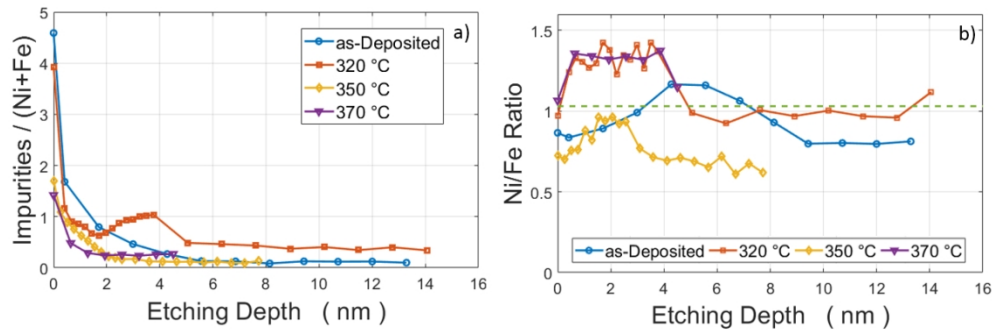 a)
as-Deposited
320 °C
350 °C
370 °C
Impurities / (Ni+Fe)
5
4
3
2
1
0
0 2 4 6 8 10 12 14 16
Etching Depth ( nm )
b)
Ni/Fe Ratio
1.5
1
0.5
0
as-Deposited 320 °C 350 °C 370 °C
0 2 4 6 8 10 12 14 16
Etching Depth ( nm )